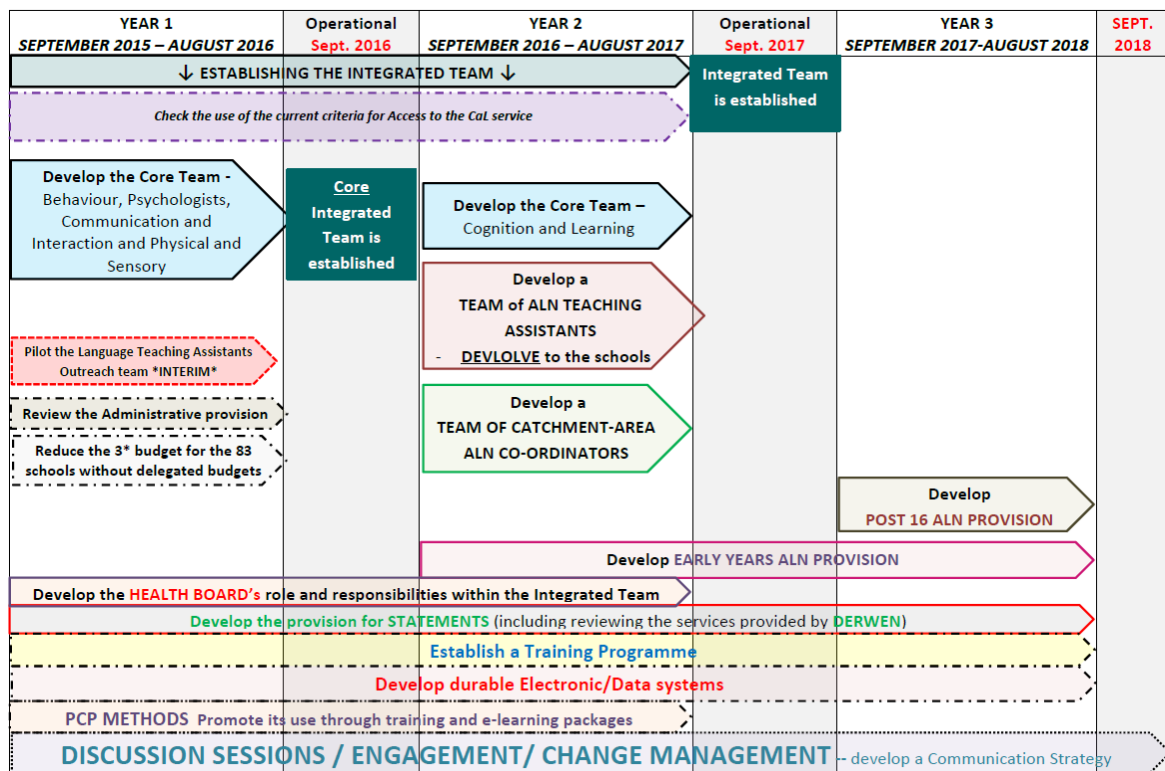 YEAR 1
SEPTEMBER 2015 – AUGUST 2016
Operational
Sept. 2016
YEAR 2
SEPTEMBER 2016 – AUGUST 2017
Operational
Sept. 2017
YEAR 3
SEPTEMBER 2017-AUGUST 2018
SEPT.
2018
↓ ESTABLISHING THE INTEGRATED TEAM ↓
Integrated Team
is established
Check the use of the current criteria for Access to the CaL service
Develop the Core Team -
Behaviour, Psychologists,
Communication and
Interaction and Physical and
Sensory
Core
Integrated
Team is
established
Develop the Core Team –
Cognition and Learning
Develop a
TEAM of ALN TEACHING
ASSISTANTS
- DEVLOLVE to the schools
Pilot the Language Teaching Assistants
Outreach team *INTERIM*
Review the Administrative provision
Reduce the 3* budget for the 83
schools without delegated budgets
Develop a
TEAM OF CATCHMENT-AREA
ALN CO-ORDINATORS
Develop
POST 16 ALN PROVISION
Develop EARLY YEARS ALN PROVISION
Develop the HEALTH BOARD's role and responsibilities within the Integrated Team
Develop the provision for STATEMENTS (including reviewing the services provided by DERWEN)
Establish a Training Programme
Develop durable Electronic/Data systems
PCP METHODS Promote its use through training and e-learning packages
DISCUSSION SESSIONS / ENGAGEMENT/ CHANGE MANAGEMENT -- develop a Communication Strategy